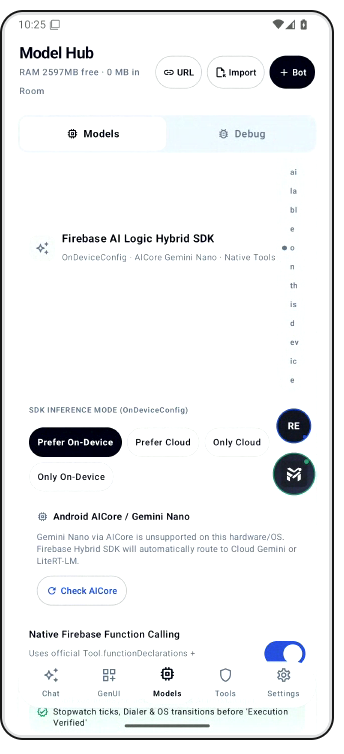 10:25
Model Hub
RAM 2597MB free · 0 MB in
Room
URL
Import
+ Bot
Models
Debug
Firebase AI Logic Hybrid SDK
OnDeviceConfig · AICore Gemini Nano · Native Tools
ai
la
bl
e
o
n
th
is
d
ev
ic
e
SDK INFERENCE MODE (OnDeviceConfig)
RE
Prefer On-Device
Prefer Cloud
Only Cloud
Only On-Device
Android AICore / Gemini Nano
Gemini Nano via AICore is unsupported on this hardware/OS.
Firebase Hybrid SDK will automatically route to Cloud Gemini or
LiteRT-LM.
Check AICore
Native Firebase Function Calling
Uses official Tool functionDeclarations +
Chat
GenUI
Models
Tools
Settings
Stopwatch ticks, Dialer & OS transitions before 'Execution
Verified'